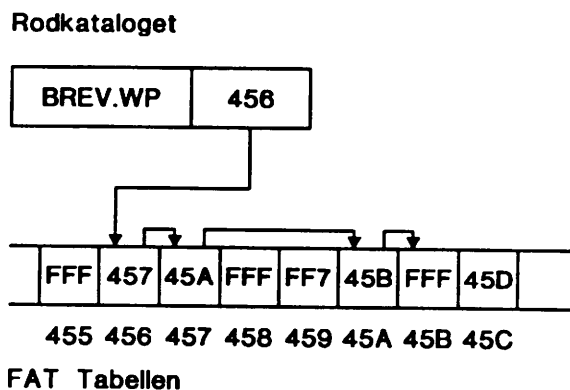 Rodkataloget
BREV.WP 456
FFF 457 45A FFF FF7 45B FFF 45D
455 456 457 458 459 45A 45B 45C
FAT Tabellen